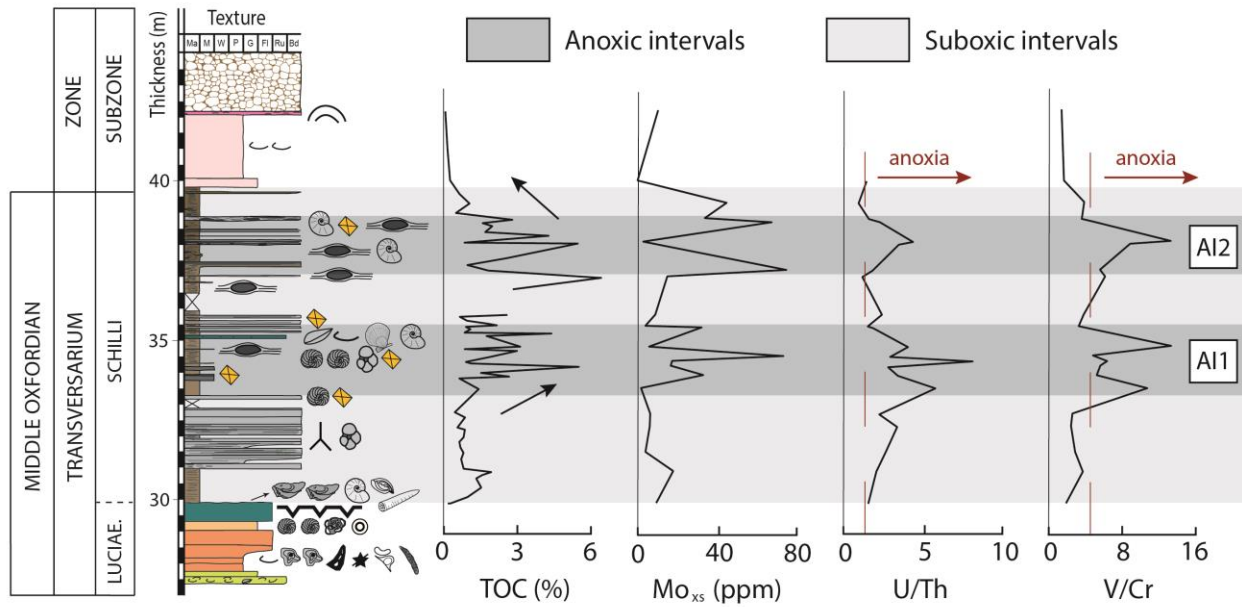 Texture
Ma M W P G Fl Ru Bd
Anoxic intervals
Suboxic intervals
ZONE
SUBZONE
Thickness (m)
anoxia
anoxia
40
MIDDLE OXFORDIAN
TRANSVERSARIUM
SCHILLI
AI2
35
AI1
30
LUCIAE.
0 3 6
0 40 80
0 5 10
0 8 16
TOC (%)
Mo xs (ppm)
U/Th
V/Cr